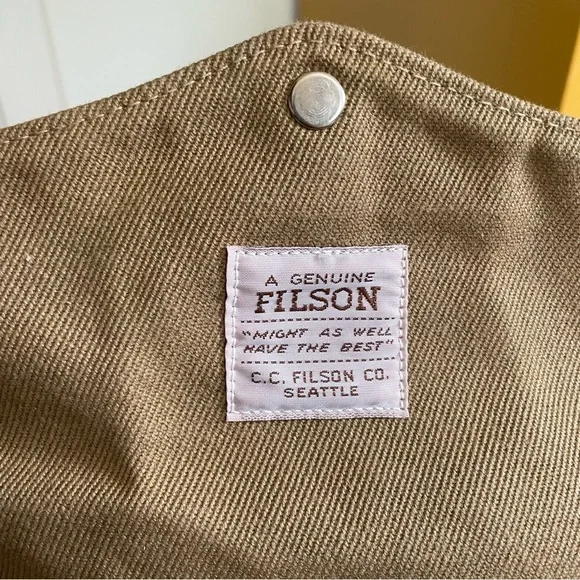 A GENUINE
FILSON
"MIGHT AS WELL
HAVE THE BEST"
C.C. FILSON CO.
SEATTLE